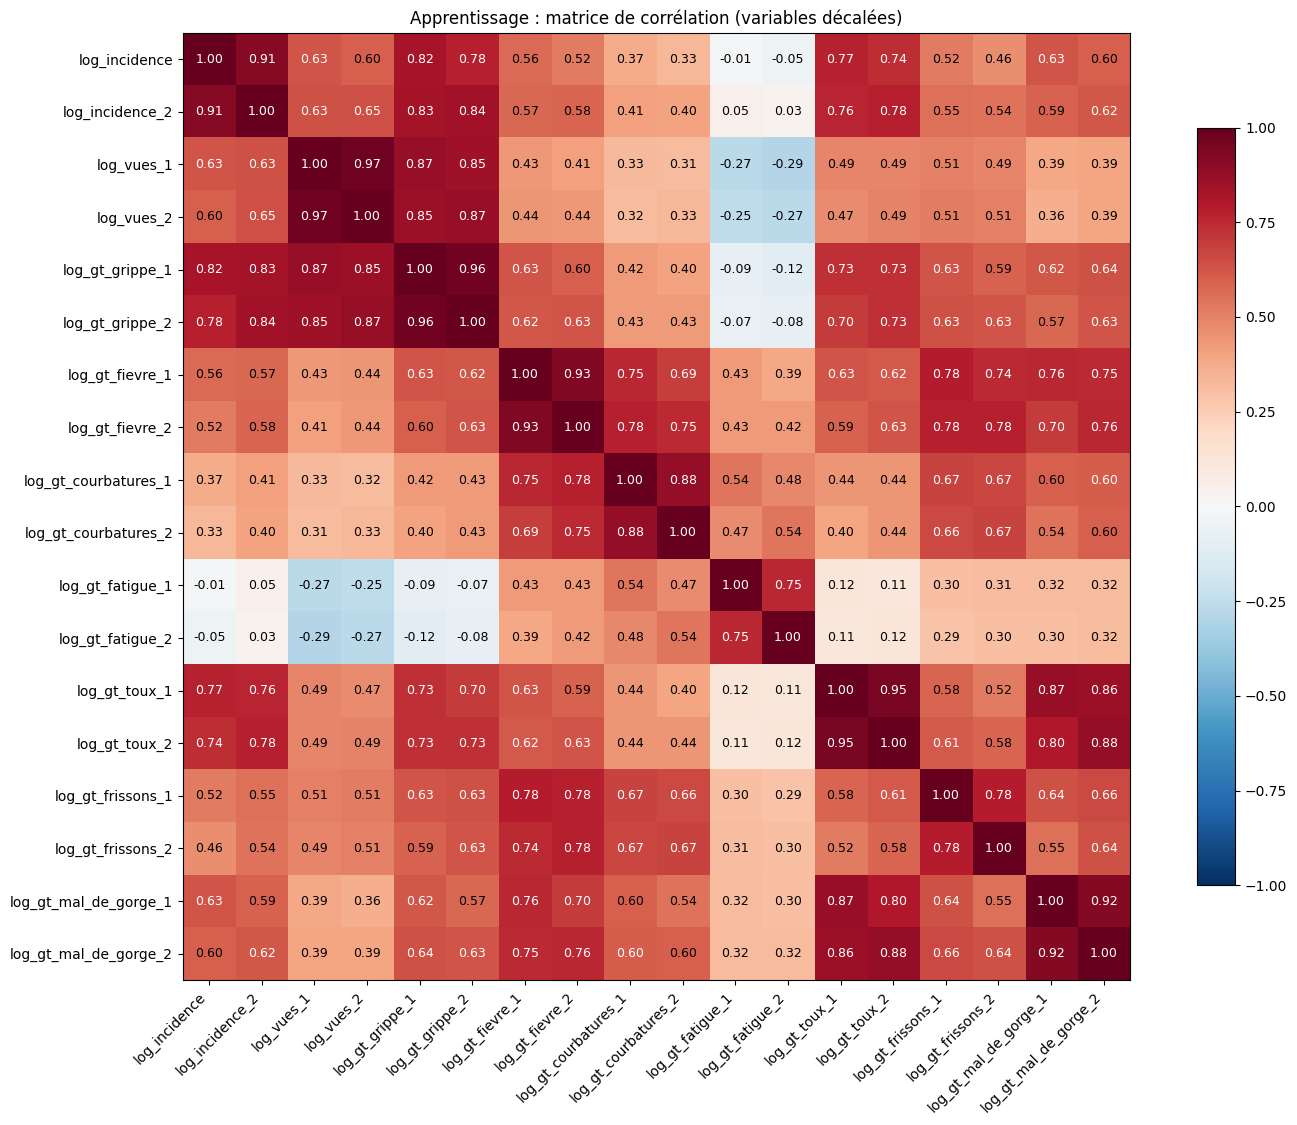 Apprentissage : matrice de corrélation (variables décalées)
log_incidence 1.00 0.91 0.63 0.60 0.82 0.78 0.56 0.52 0.37 0.33 -0.01 -0.05 0.77 0.74 0.52 0.46 0.63 0.60
log_incidence_2 0.91 1.00 0.63 0.65 0.83 0.84 0.57 0.58 0.41 0.40 0.05 0.03 0.76 0.78 0.55 0.54 0.59 0.62
log_vues_1 0.63 0.63 1.00 0.97 0.87 0.85 0.43 0.41 0.33 0.31 -0.27 -0.29 0.49 0.49 0.51 0.49 0.39 0.39
log_vues_2 0.60 0.65 0.97 1.00 0.85 0.87 0.44 0.44 0.32 0.33 -0.25 -0.27 0.47 0.49 0.51 0.51 0.36 0.39
log_gt_grippe_1 0.82 0.83 0.87 0.85 1.00 0.96 0.63 0.60 0.42 0.40 -0.09 -0.12 0.73 0.73 0.63 0.59 0.62 0.64
log_gt_grippe_2 0.78 0.84 0.85 0.87 0.96 1.00 0.62 0.63 0.43 0.43 -0.07 -0.08 0.70 0.73 0.63 0.63 0.57 0.63
log_gt_fievre_1 0.56 0.57 0.43 0.44 0.63 0.62 1.00 0.93 0.75 0.69 0.43 0.39 0.63 0.62 0.78 0.74 0.76 0.75
log_gt_fievre_2 0.52 0.58 0.41 0.44 0.60 0.63 0.93 1.00 0.78 0.75 0.43 0.42 0.59 0.63 0.78 0.78 0.70 0.76
log_gt_courbatures_1 0.37 0.41 0.33 0.32 0.42 0.43 0.75 0.78 1.00 0.88 0.54 0.48 0.44 0.44 0.67 0.67 0.60 0.60
log_gt_courbatures_2 0.33 0.40 0.31 0.33 0.40 0.43 0.69 0.75 0.88 1.00 0.47 0.54 0.40 0.44 0.66 0.67 0.54 0.60
log_gt_fatigue_1 -0.01 0.05 -0.27 -0.25 -0.09 -0.07 0.43 0.43 0.54 0.47 1.00 0.75 0.12 0.11 0.30 0.31 0.32 0.32
log_gt_fatigue_2 -0.05 0.03 -0.29 -0.27 -0.12 -0.08 0.39 0.42 0.48 0.54 0.75 1.00 0.11 0.12 0.29 0.30 0.30 0.32
log_gt_toux_1 0.77 0.76 0.49 0.47 0.73 0.70 0.63 0.59 0.44 0.40 0.12 0.11 1.00 0.95 0.58 0.52 0.87 0.86
log_gt_toux_2 0.74 0.78 0.49 0.49 0.73 0.73 0.62 0.63 0.44 0.44 0.11 0.12 0.95 1.00 0.61 0.58 0.80 0.88
log_gt_frissons_1 0.52 0.55 0.51 0.51 0.63 0.63 0.78 0.78 0.67 0.66 0.30 0.29 0.58 0.61 1.00 0.78 0.64 0.66
log_gt_frissons_2 0.46 0.54 0.49 0.51 0.59 0.63 0.74 0.78 0.67 0.67 0.31 0.30 0.52 0.58 0.78 1.00 0.55 0.64
log_gt_mal_de_gorge_1 0.63 0.59 0.39 0.36 0.62 0.57 0.76 0.70 0.60 0.54 0.32 0.30 0.87 0.80 0.64 0.55 1.00 0.92
log_gt_mal_de_gorge_2 0.60 0.62 0.39 0.39 0.64 0.63 0.75 0.76 0.60 0.60 0.32 0.32 0.86 0.88 0.66 0.64 0.92 1.00
log_incidence
log_incidence_2
log_vues_1
log_vues_2
log_gt_grippe_1
log_gt_grippe_2
log_gt_fievre_1
log_gt_fievre_2
log_gt_courbatures_1
log_gt_courbatures_2
log_gt_fatigue_1
log_gt_fatigue_2
log_gt_toux_1
log_gt_toux_2
log_gt_frissons_1
log_gt_frissons_2
log_gt_mal_de_gorge_1
log_gt_mal_de_gorge_2
1.00
0.75
0.50
0.25
0.00
−0.25
−0.50
−0.75
−1.00